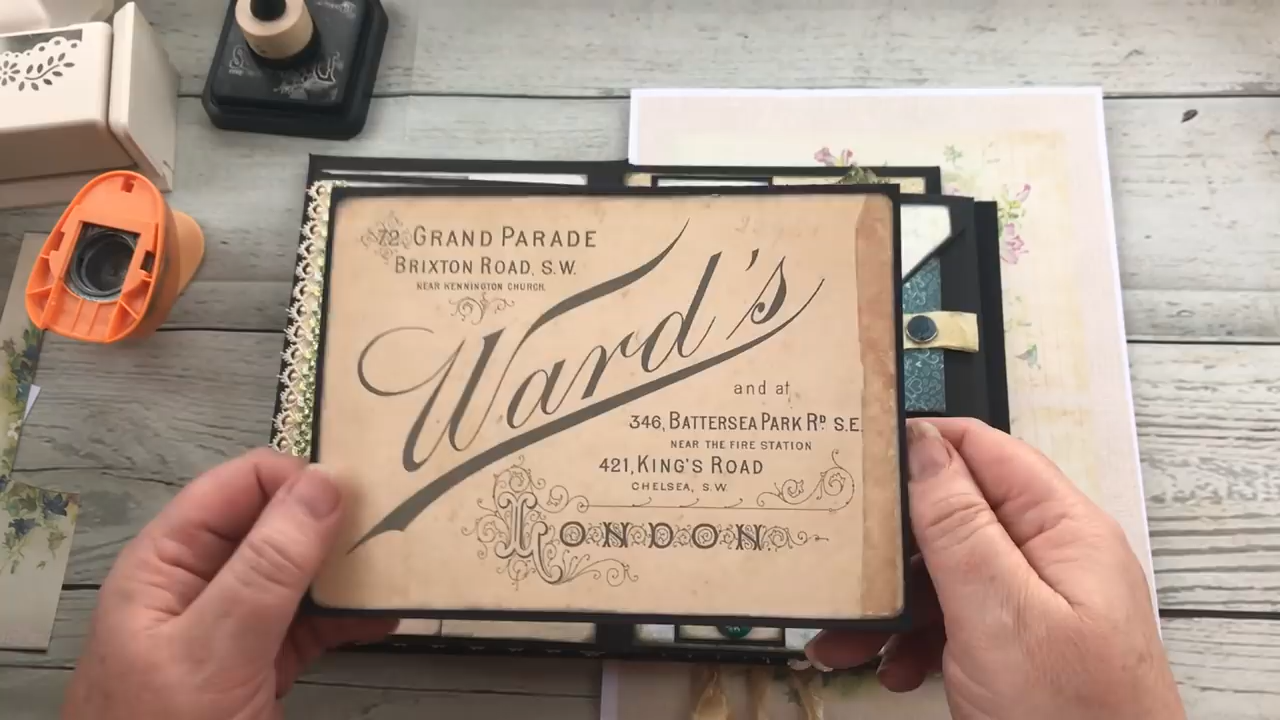 72, GRAND PARADE
BRIXTON ROAD, S.W.
NEAR KENNINGTON CHURCH.
Ward's
and at
346, BATTERSEA PARK RD S.E.
NEAR THE FIRE STATION
421, KING'S ROAD
CHELSEA, S.W.
LONDON